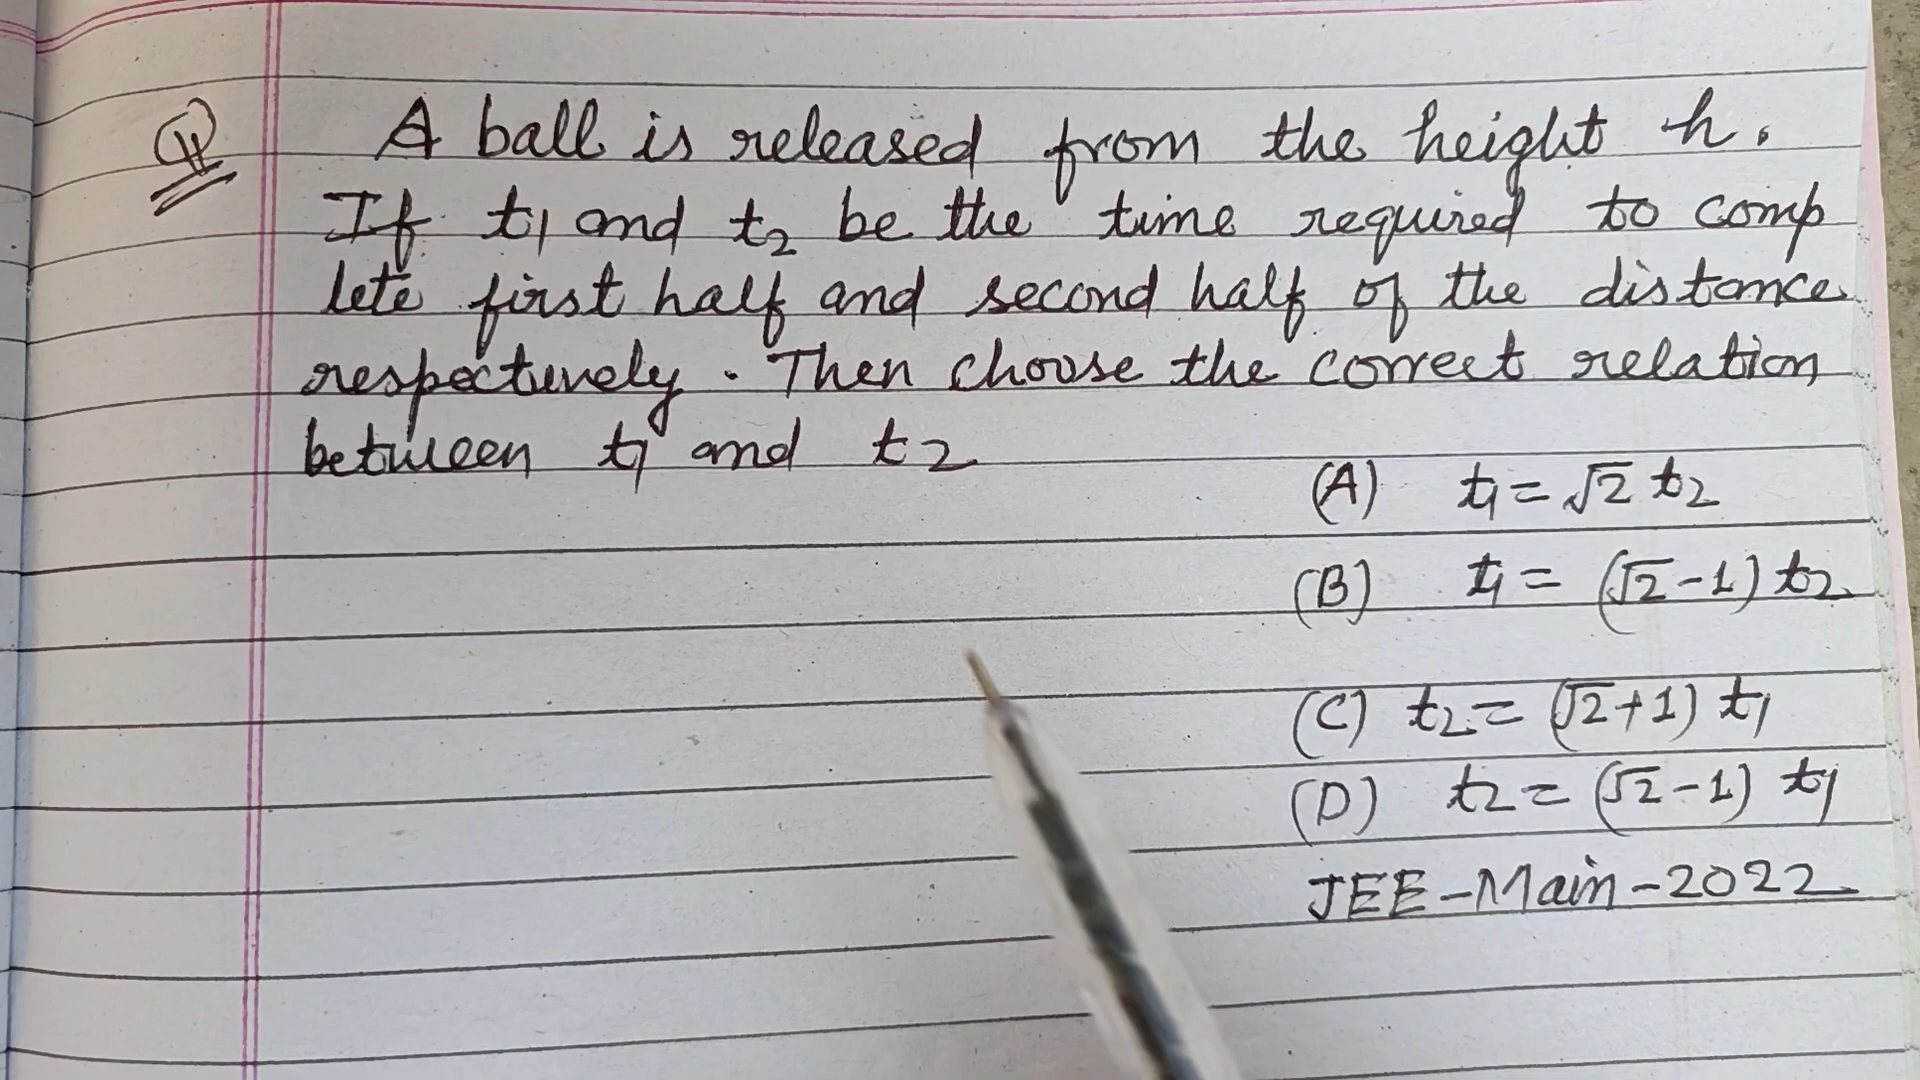 Q
A ball is released from the height h.
If t1 and t2 be the time required to comp
lete first half and second half of the distance
respectively. Then choose the correct relation
between t1 and t2
(A) t1 = √2 t2
(B) t1 = (√2-1) t2
(C) t2 = (√2+1) t1
(D) t2 = (√2-1) t1
JEE-Main-2022